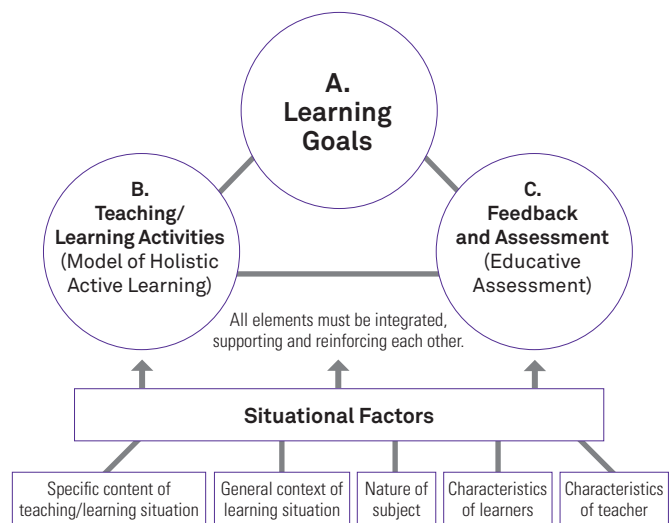 A.
Learning
Goals
B.
Teaching/
Learning Activities
(Model of Holistic
Active Learning)
C.
Feedback
and Assessment
(Educative
Assessment)
All elements must be integrated,
supporting and reinforcing each other.
Situational Factors
Specific content of
teaching/learning situation
General context of
learning situation
Nature of
subject
Characteristics
of learners
Characteristics
of teacher